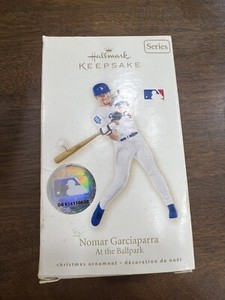 Hallmark
KEEPSAKE
Series
Nomar Garciaparra
At the Ballpark
christmas ornament • décoration de noël